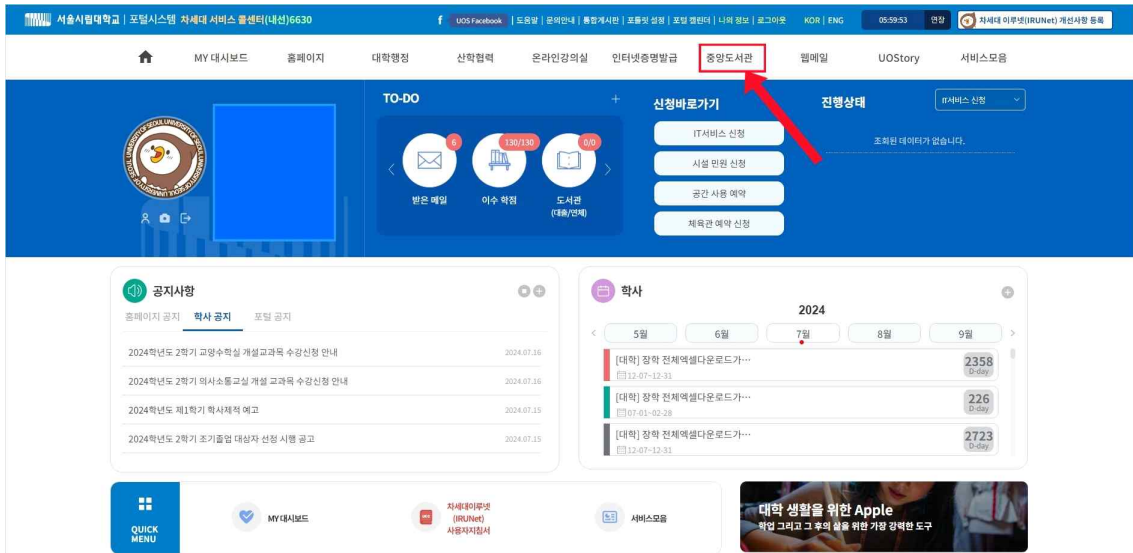 서울시립대학교 | 포털시스템 차세대 서비스 콜센터(내선)6630
f UOS Facebook | 도움말 | 문의안내 | 통합게시판 | 포틀릿 설정 | 포털 캘린더 | 나의 정보 | 로그아웃 KOR | ENG 05:59:53 연장 차세대 이루넷(IRUNet) 개선사항 등록
MY 대시보드 홈페이지 대학행정 산학협력 온라인강의실 인터넷증명발급 중앙도서관 웹메일 UOStory 서비스모음
SEOUL UNIVERSITY
TO-DO +
6 130/130 0/0
받은 메일 이수 학점 도서관
(대출/연체)
신청바로가기
IT서비스 신청
시설 민원 신청
공간 사용 예약
체육관 예약 신청
진행상태 IT서비스 신청
조회된 데이터가 없습니다.
공지사항
홈페이지 공지 학사 공지 포털 공지
2024학년도 2학기 교양수학실 개설교과목 수강신청 안내 2024.07.16
2024학년도 2학기 의사소통교실 개설 교과목 수강신청 안내 2024.07.16
2024학년도 제1학기 학사제적 예고 2024.07.15
2024학년도 2학기 조기졸업 대상자 선정 시행 공고 2024.07.15
학사
2024
5월 6월 7월 8월 9월
[대학] 장학 전체엑셀다운로드가… 2358
12-07~12-31 D-day
[대학] 장학 전체엑셀다운로드가… 226
07-01~02-28 D-day
[대학] 장학 전체엑셀다운로드가… 2723
12-07~12-31 D-day
QUICK
MENU
MY 대시보드
차세대이루넷
(IRUNet)
사용자지침서
서비스모음
대학 생활을 위한 Apple
학업 그리고 그 후의 삶을 위한 가장 강력한 도구